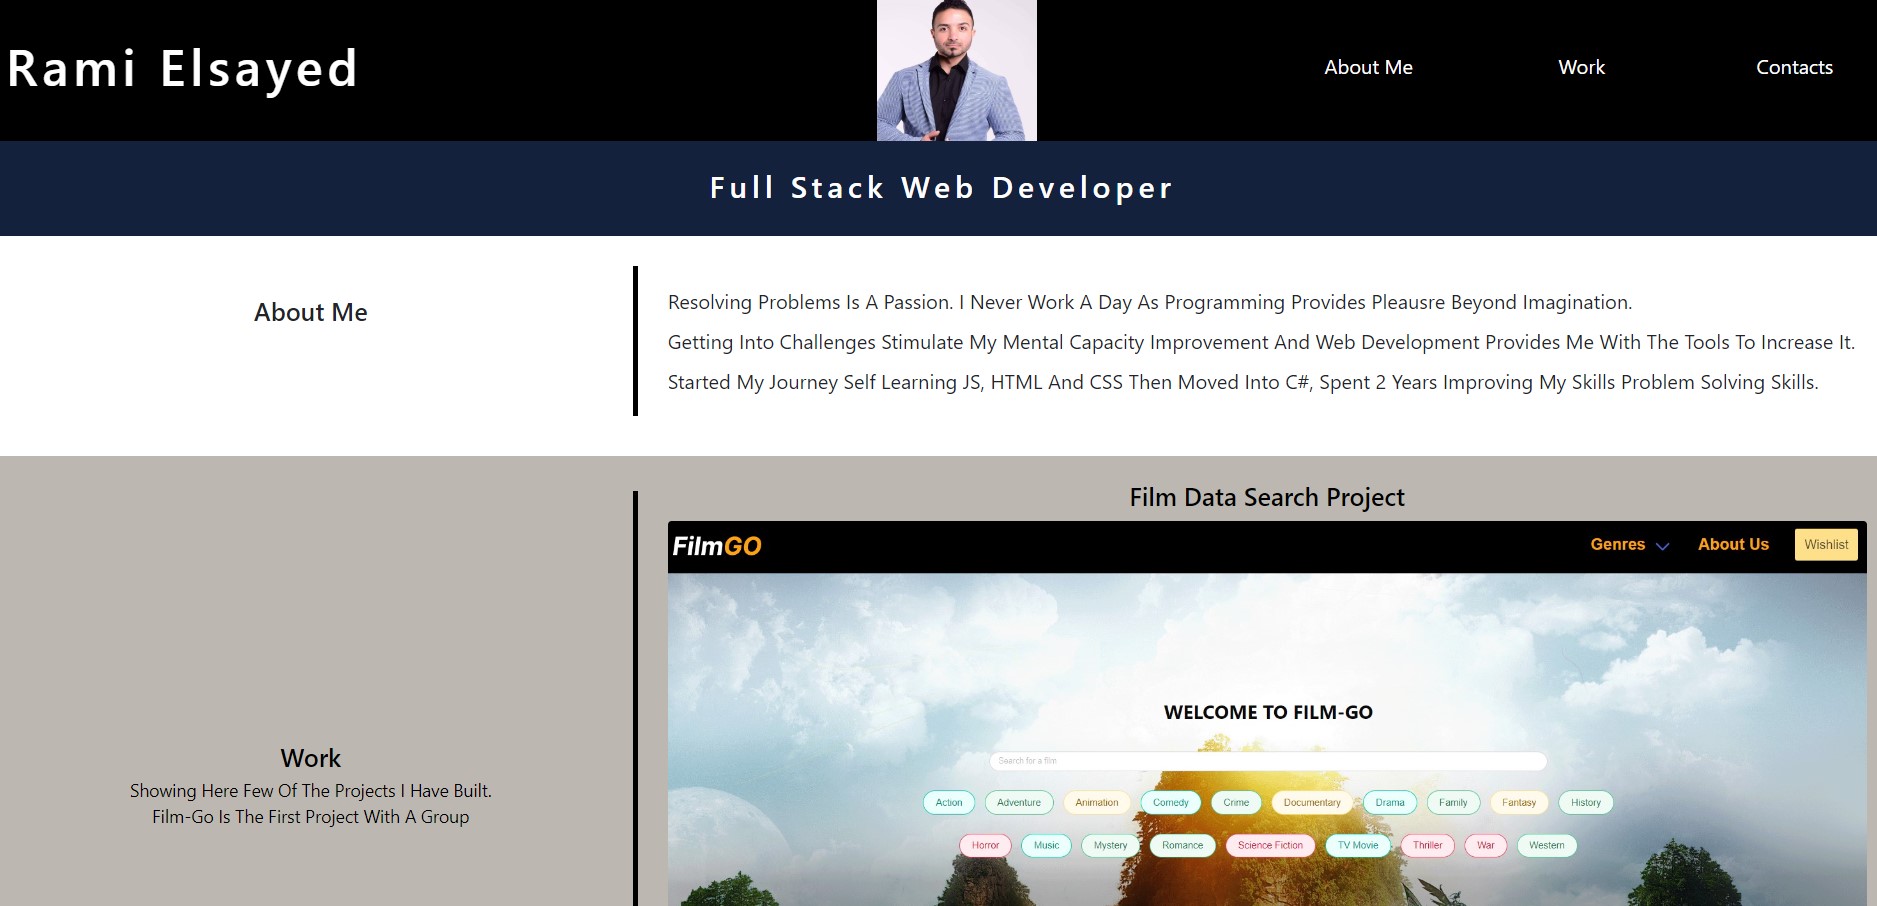 Rami Elsayed
About Me
Work
Contacts
Full Stack Web Developer
About Me
Resolving Problems Is A Passion. I Never Work A Day As Programming Provides Pleausre Beyond Imagination.
Getting Into Challenges Stimulate My Mental Capacity Improvement And Web Development Provides Me With The Tools To Increase It.
Started My Journey Self Learning JS, HTML And CSS Then Moved Into C#, Spent 2 Years Improving My Skills Problem Solving Skills.
Work
Showing Here Few Of The Projects I Have Built.
Film-Go Is The First Project With A Group
Film Data Search Project
FilmGO
Genres
About Us
Wishlist
WELCOME TO FILM-GO
Search for a film
Action Adventure Animation Comedy Crime Documentary Drama Family Fantasy History
Horror Music Mystery Romance Science Fiction TV Movie Thriller War Western